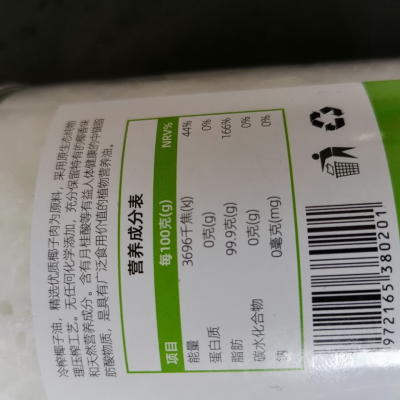 冷榨椰子油，精选优质椰子肉为原料，采用原生态纯物
理压榨工艺。无任何化学添加，充分保留特有的椰香味
和天然营养成分。含有月桂酸等有益人体健康的中链脂
肪酸物质，是具有广泛食用价值的植物营养油。
营养成分表
项目 每100克(g) NRV%
能量 3696千焦(kJ) 44%
蛋白质 0克(g) 0%
脂肪 99.9克(g) 166%
碳水化合物 0克(g) 0%
钠 0毫克(mg) 0%
972165380201